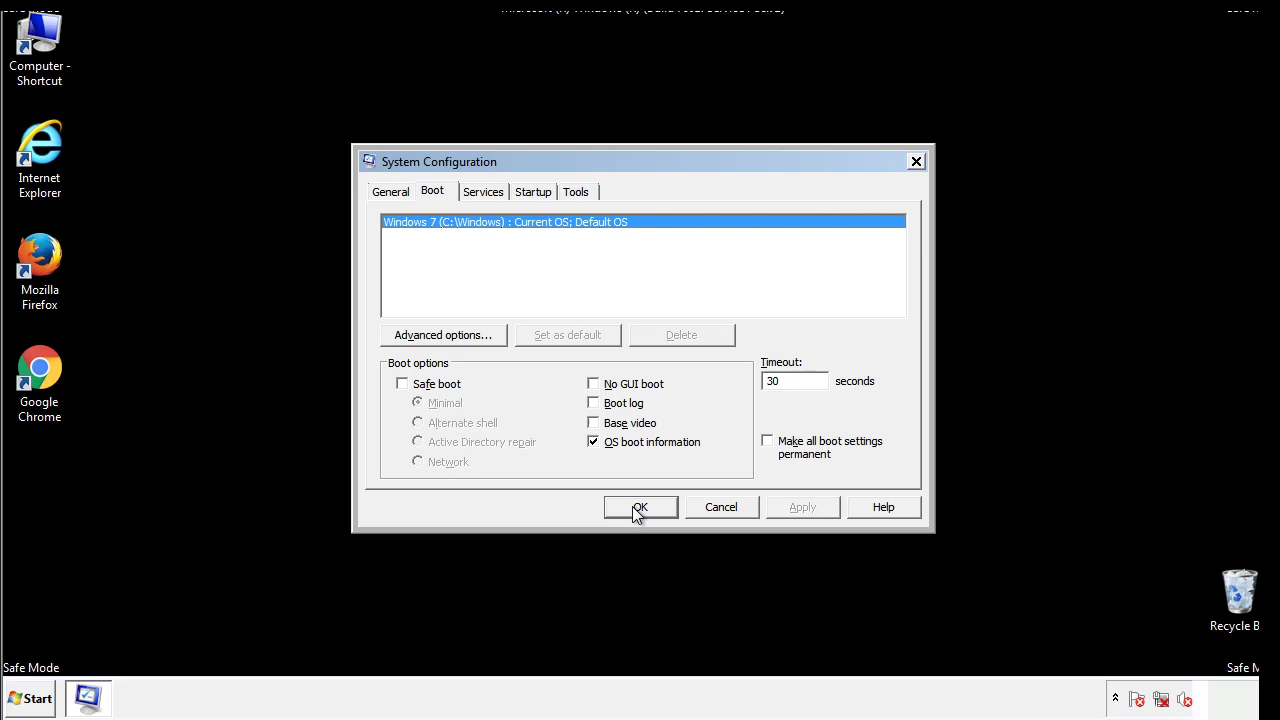 Computer -
Shortcut
Internet
Explorer
Mozilla
Firefox
Google
Chrome
System Configuration
General
Boot
Services
Startup
Tools
Windows 7 (C:\Windows) : Current OS; Default OS
Advanced options...
Set as default
Delete
Boot options
Safe boot
Minimal
Alternate shell
Active Directory repair
Network
No GUI boot
Boot log
Base video
OS boot information
Timeout:
30 seconds
Make all boot settings
permanent
OK
Cancel
Apply
Help
Recycle B
Safe Mode
Safe M
Start